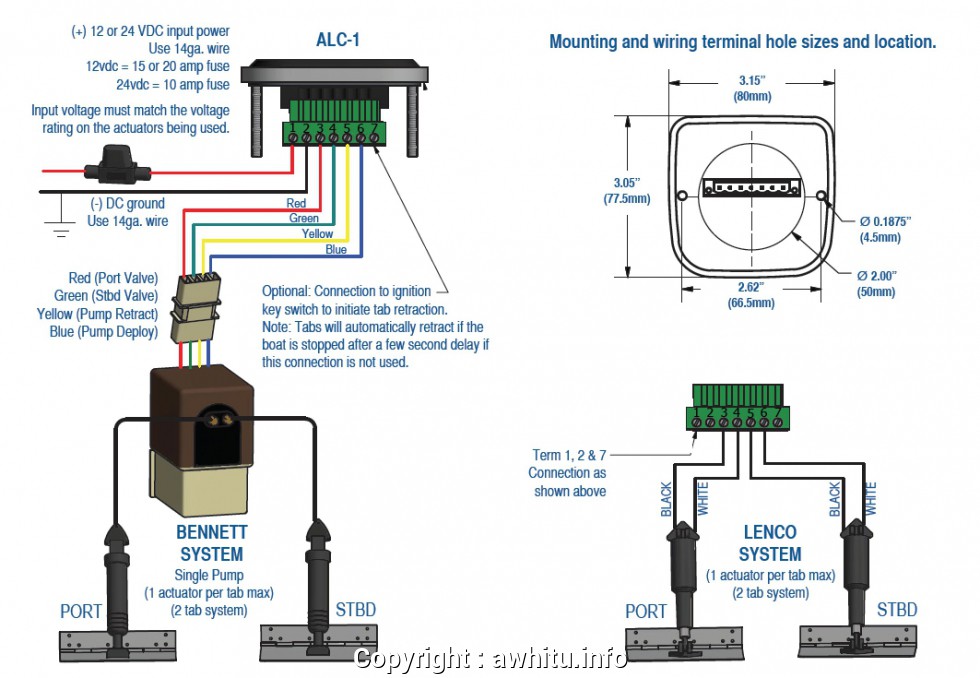 (+) 12 or 24 VDC input power
Use 14ga. wire
12vdc = 15 or 20 amp fuse
24vdc = 10 amp fuse
Input voltage must match the voltage
rating on the actuators being used.
ALC-1
1 2 3 4 5 6 7
(-) DC ground
Use 14ga. wire
Red
Green
Yellow
Blue
Red (Port Valve)
Green (Stbd Valve)
Yellow (Pump Retract)
Blue (Pump Deploy)
Optional: Connection to ignition
key switch to initiate tab retraction.
Note: Tabs will automatically retract if the
boat is stopped after a few second delay if
this connection is not used.
BENNETT
SYSTEM
Single Pump
(1 actuator per tab max)
(2 tab system)
PORT
STBD
Mounting and wiring terminal hole sizes and location.
3.15"
(80mm)
3.05"
(77.5mm)
Ø 0.1875"
(4.5mm)
Ø 2.00"
(50mm)
2.62"
(66.5mm)
1 2 3 4 5 6 7
Term 1, 2 & 7
Connection as
shown above
BLACK
WHITE
BLACK
WHITE
LENCO
SYSTEM
(1 actuator per tab max)
(2 tab system)
PORT
STBD
Copyright : awhitu.info